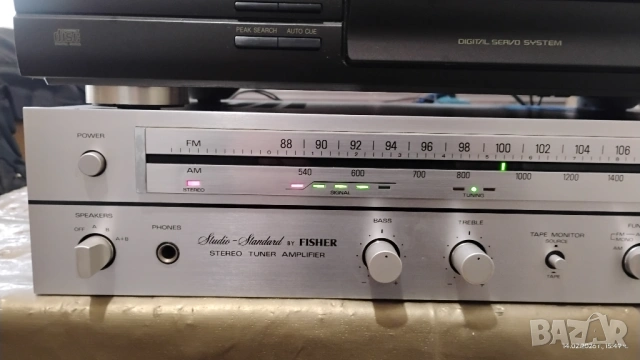 PEAK SEARCH AUTO CUE
DIGITAL SERVO SYSTEM
POWER
FM 88 90 92 94 96 98 100 102 104 106
AM 540 600 700 800 1000 1200 1400
STEREO SIGNAL TUNING
SPEAKERS
OFF A B A+B
PHONES
Studio-Standard BY FISHER
STEREO TUNER AMPLIFIER
BASS
TREBLE
TAPE MONITOR
SOURCE
TAPE
BAZAR